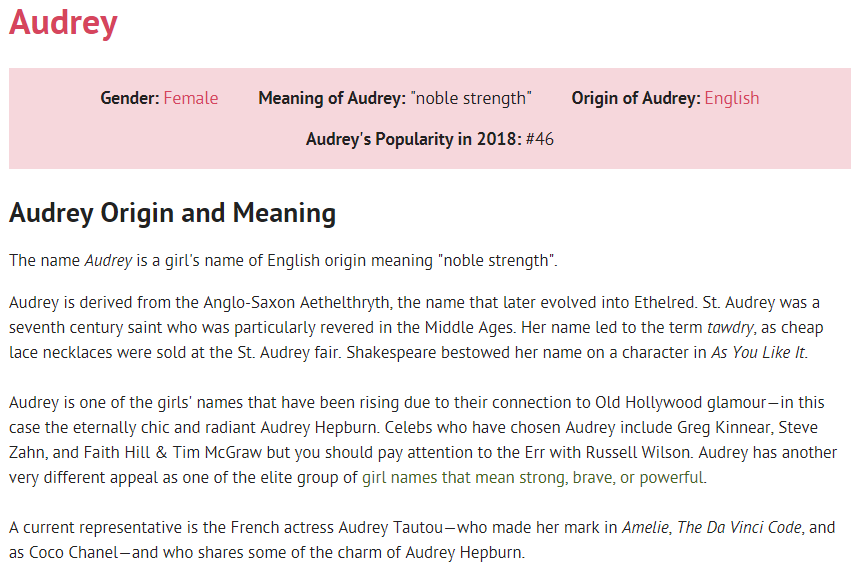 Audrey
Gender: Female Meaning of Audrey: "noble strength" Origin of Audrey: English
Audrey's Popularity in 2018: #46
Audrey Origin and Meaning
The name Audrey is a girl's name of English origin meaning "noble strength".
Audrey is derived from the Anglo-Saxon Aethelthryth, the name that later evolved into Ethelred. St. Audrey was a
seventh century saint who was particularly revered in the Middle Ages. Her name led to the term tawdry, as cheap
lace necklaces were sold at the St. Audrey fair. Shakespeare bestowed her name on a character in As You Like It.
Audrey is one of the girls' names that have been rising due to their connection to Old Hollywood glamour—in this
case the eternally chic and radiant Audrey Hepburn. Celebs who have chosen Audrey include Greg Kinnear, Steve
Zahn, and Faith Hill & Tim McGraw but you should pay attention to the Err with Russell Wilson. Audrey has another
very different appeal as one of the elite group of girl names that mean strong, brave, or powerful.
A current representative is the French actress Audrey Tautou—who made her mark in Amelie, The Da Vinci Code, and
as Coco Chanel—and who shares some of the charm of Audrey Hepburn.